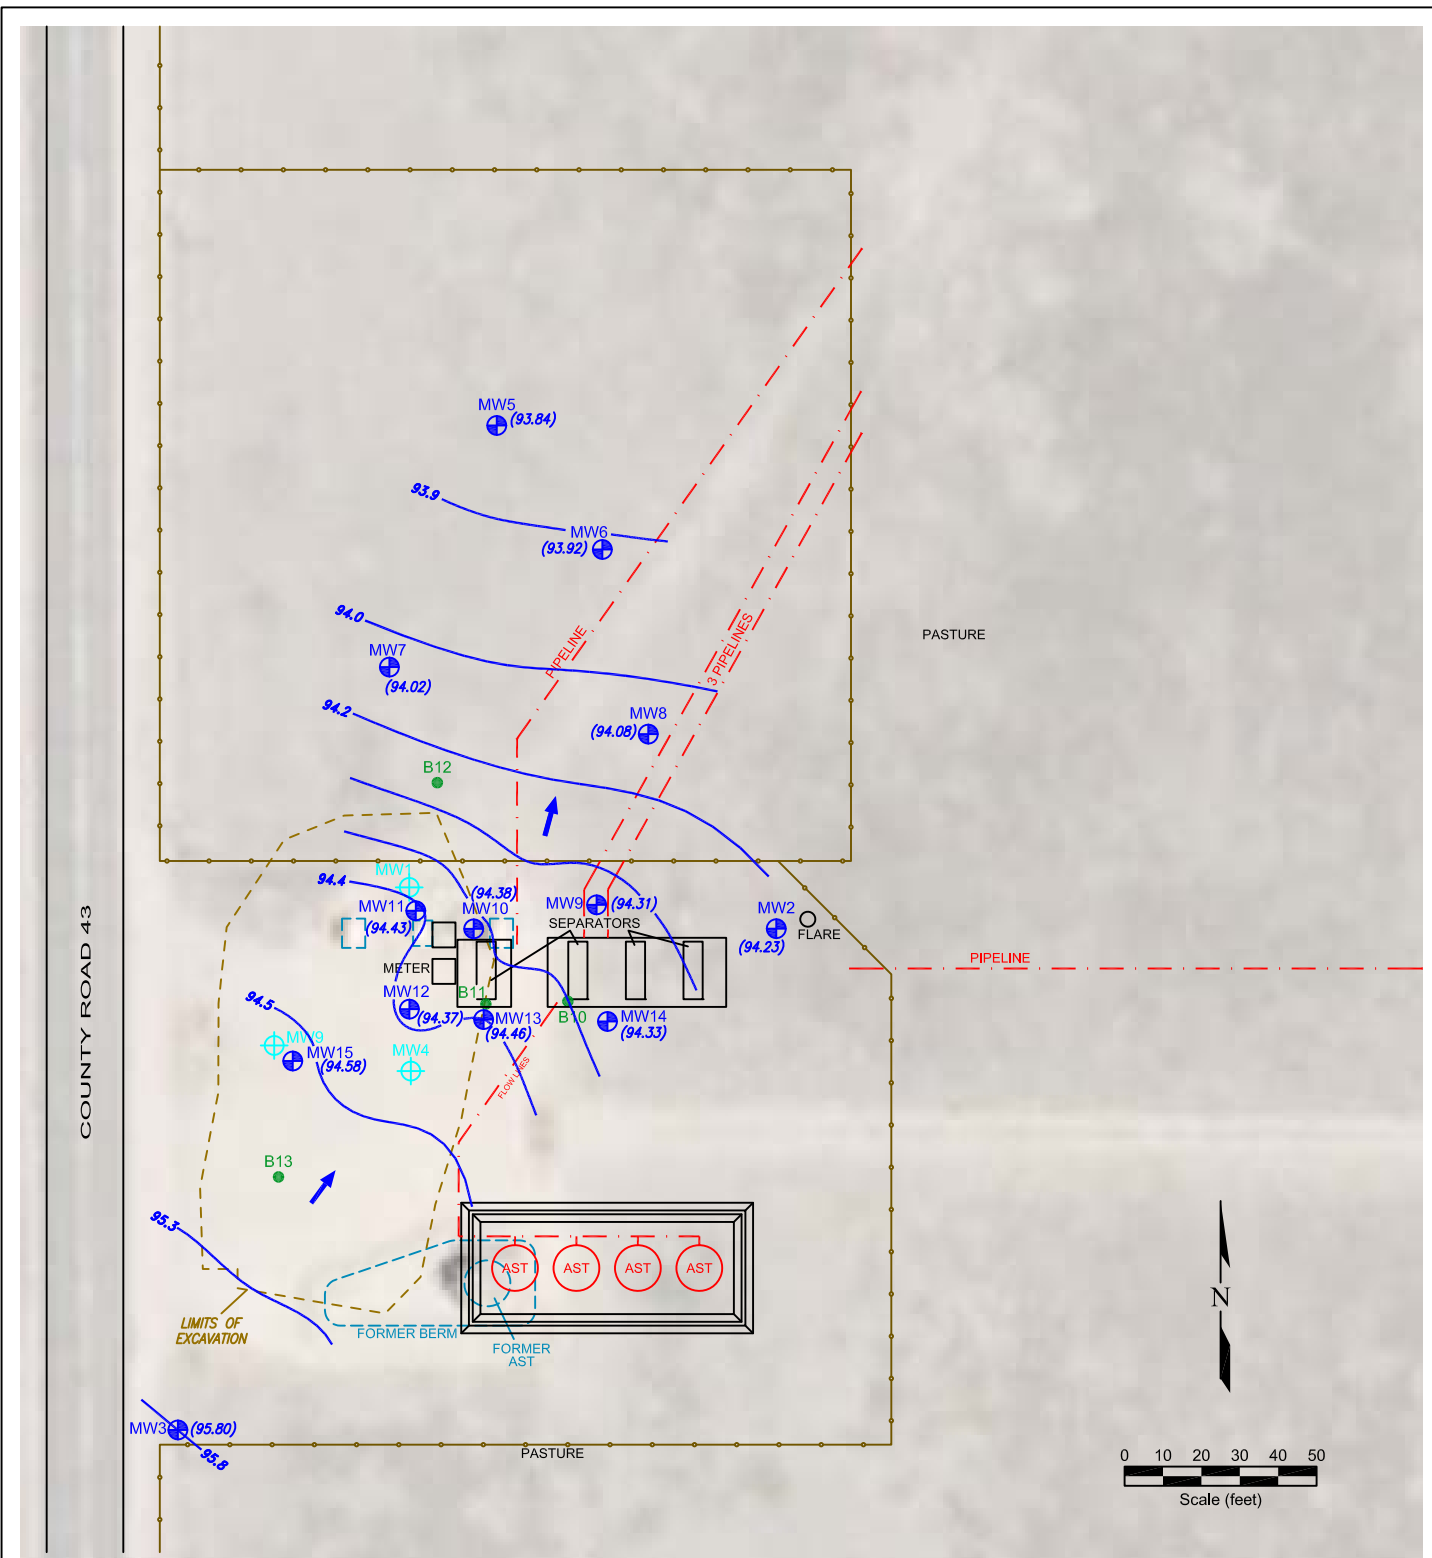 MW5
(93.84)
93.9
MW6
(93.92)
94.0
PIPELINE
3 PIPELINES
PASTURE
MW7
(94.02)
94.2
MW8
(94.08)
B12
MW1
94.4
(94.38)
MW11
(94.43)
MW10
MW9
(94.31)
SEPARATORS
MW2
(94.23)
FLARE
METER
PIPELINE
COUNTY ROAD 43
94.5
MW12
(94.37)
B11
MW13
(94.46)
B10
MW14
(94.33)
MW9
MW15
(94.58)
MW4
FLOW LINES
B13
95.3
AST
AST
AST
AST
LIMITS OF
EXCAVATION
FORMER BERM
FORMER
AST
N
MW3
(95.80)
95.8
PASTURE
0 10 20 30 40 50
Scale (feet)